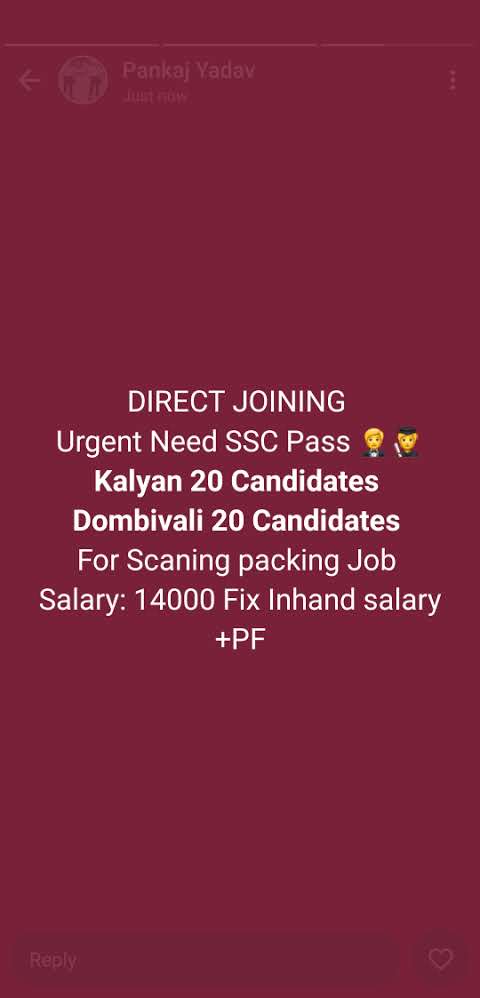 Pankaj Yadav
Just now
DIRECT JOINING
Urgent Need SSC Pass 🤵👨‍🎓
Kalyan 20 Candidates
Dombivali 20 Candidates
For Scaning packing Job
Salary: 14000 Fix Inhand salary
+PF
Reply